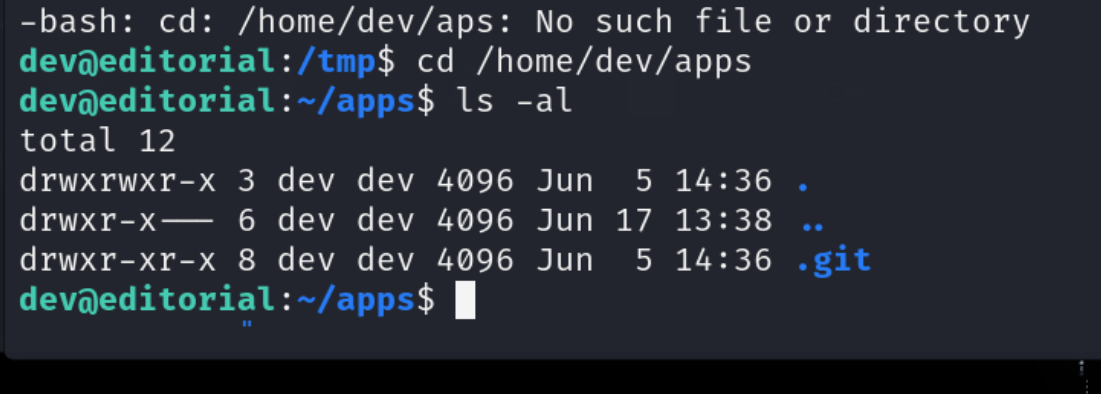 -bash: cd: /home/dev/aps: No such file or directory
dev@editorial:/tmp$ cd /home/dev/apps
dev@editorial:~/apps$ ls -al
total 12
drwxrwxr-x 3 dev dev 4096 Jun  5 14:36 .
drwxr-x--- 6 dev dev 4096 Jun 17 13:38 ..
drwxr-xr-x 8 dev dev 4096 Jun  5 14:36 .git
dev@editorial:~/apps$
"